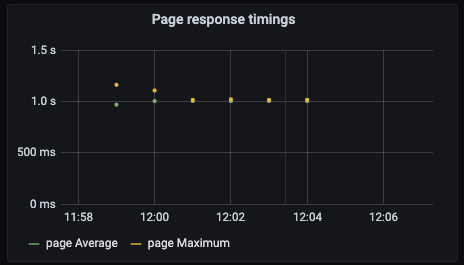 Page response timings
1.5 s
1.0 s
500 ms
0 ms
11:58 12:00 12:02 12:04 12:06
page Average page Maximum